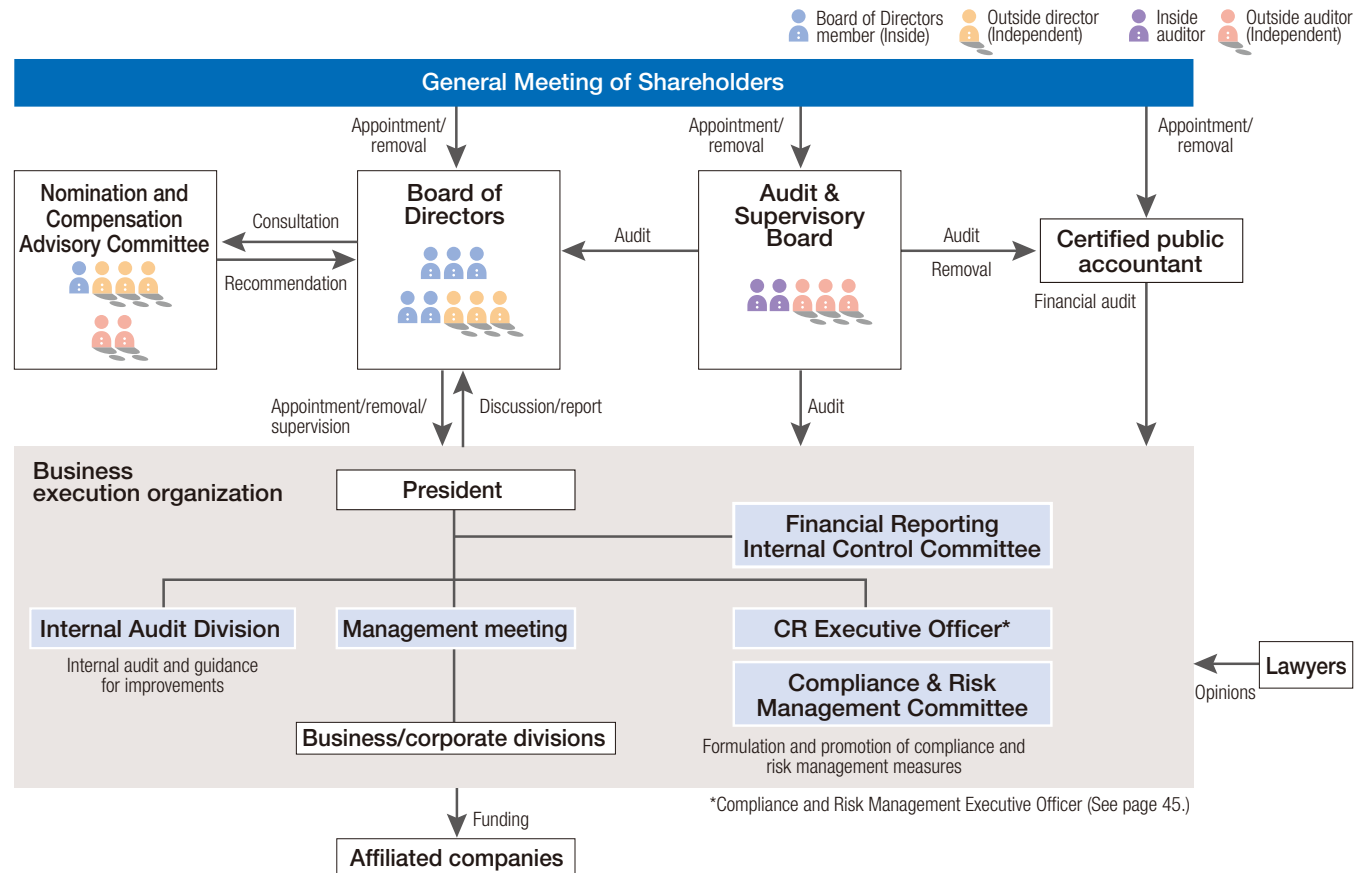 Board of Directors
member (Inside)
Outside director
(Independent)
Inside
auditor
Outside auditor
(Independent)
General Meeting of Shareholders
Appointment/
removal
Appointment/
removal
Appointment/
removal
Nomination and
Compensation
Advisory Committee
Consultation
Recommendation
Board of
Directors
Audit
Audit &
Supervisory
Board
Audit
Removal
Certified public
accountant
Financial audit
Appointment/removal/
supervision
Discussion/report
Audit
Business
execution organization
President
Financial Reporting
Internal Control Committee
Internal Audit Division
Internal audit and guidance
for improvements
Management meeting
CR Executive Officer*
Compliance & Risk
Management Committee
Formulation and promotion of compliance and
risk management measures
Business/corporate divisions
Lawyers
Opinions
*Compliance and Risk Management Executive Officer (See page 45.)
Funding
Affiliated companies